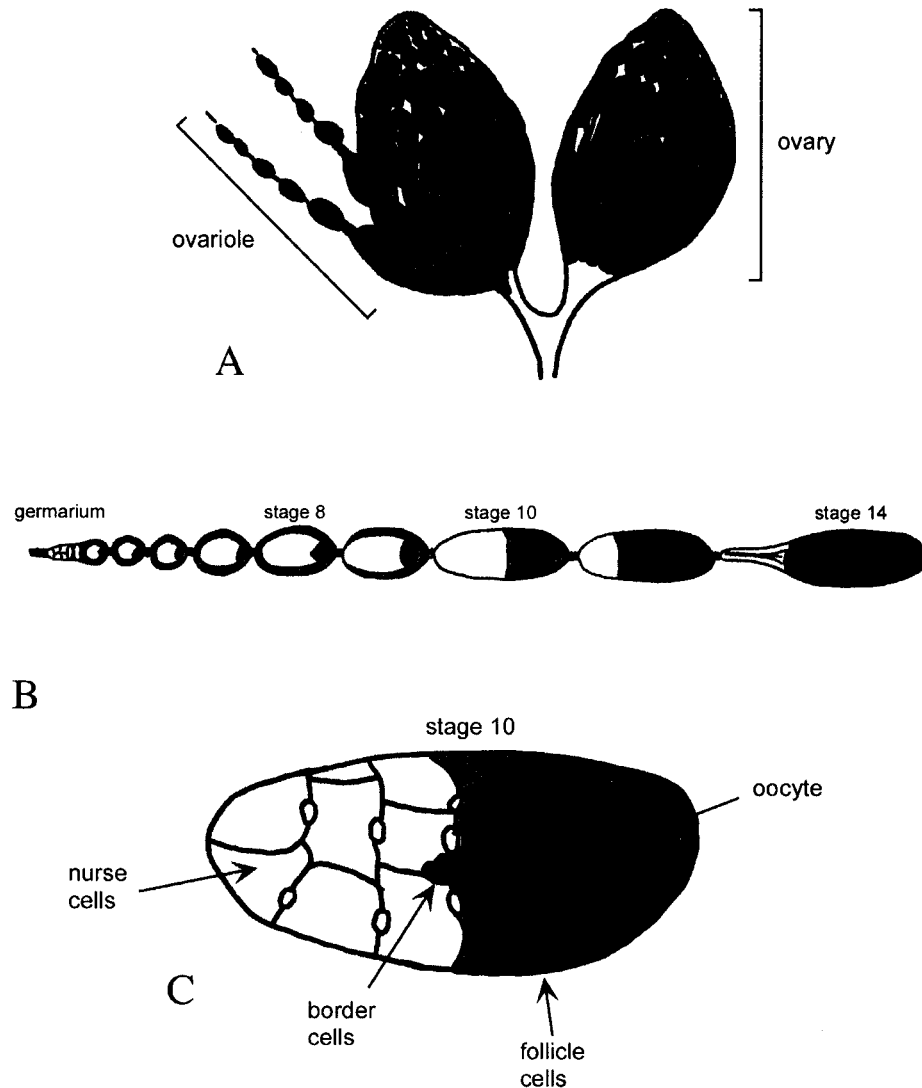 ovary
ovariole
A
germarium
stage 8
stage 10
stage 14
B
stage 10
oocyte
nurse
cells
C
border
cells
follicle
cells